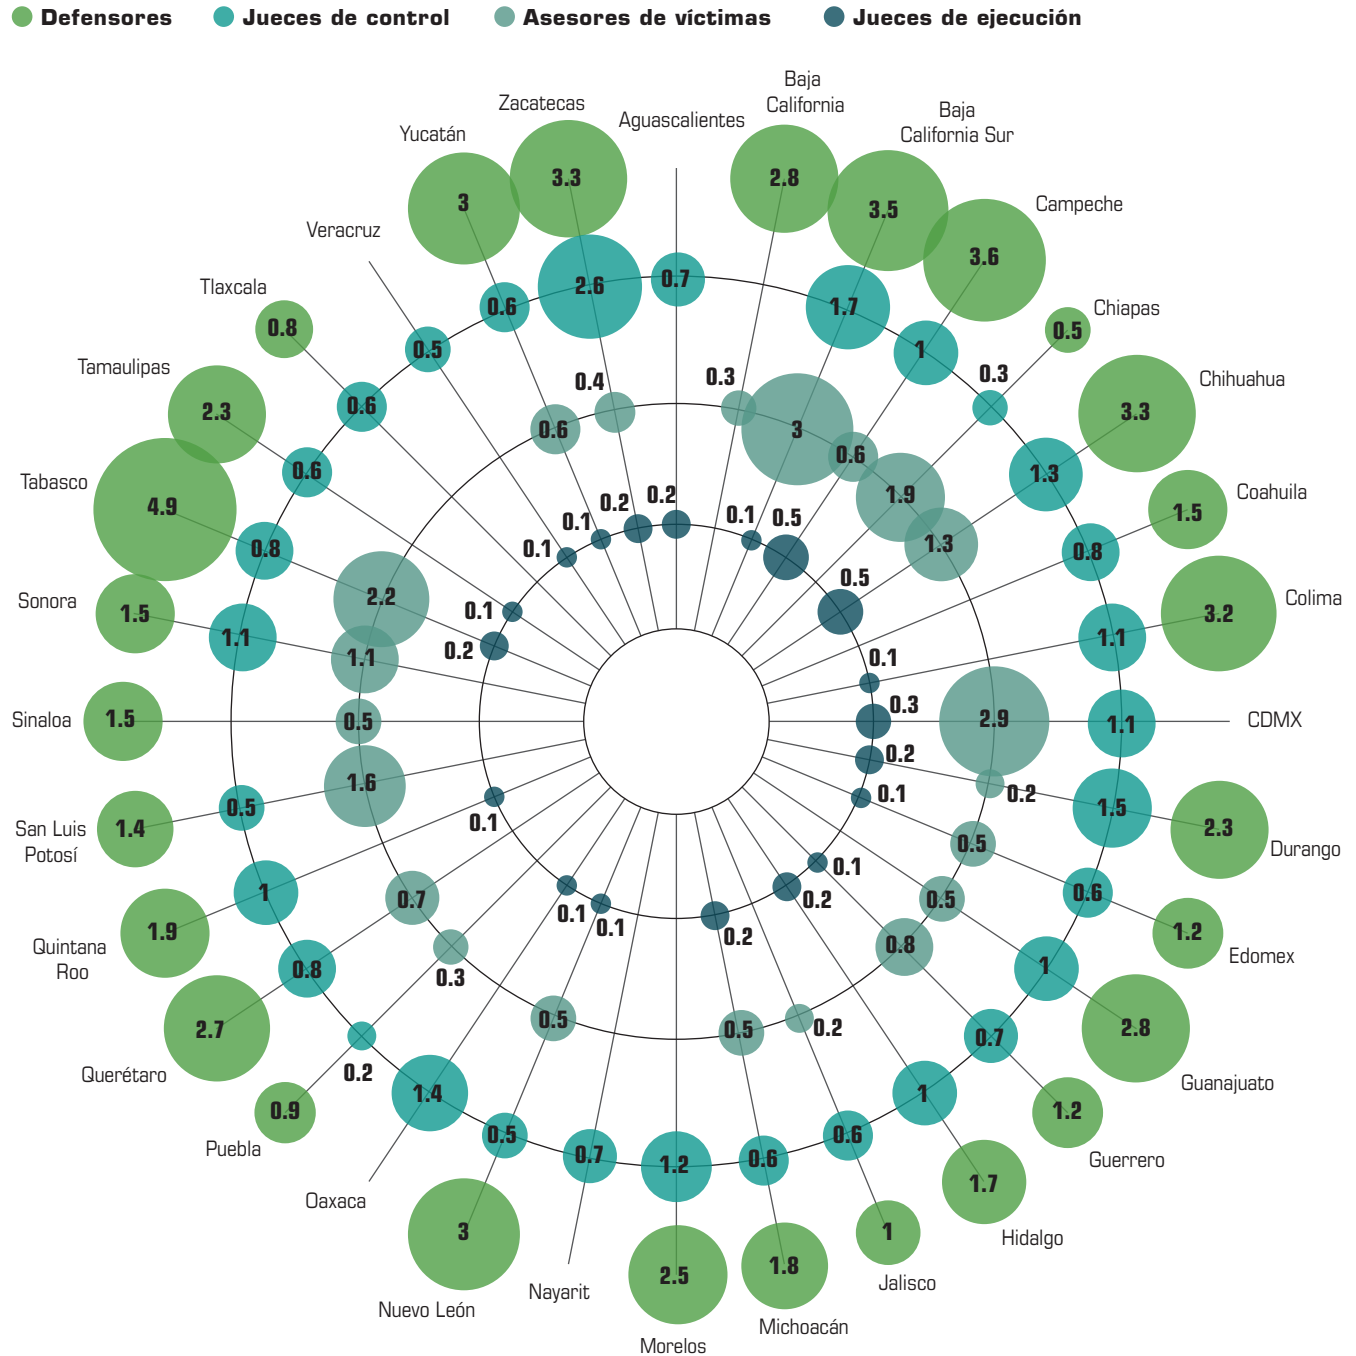 Defensores
Jueces de control
Asesores de víctimas
Jueces de ejecución
Aguascalientes
0.7
0.2
Baja
California
2.8
0.3
Baja
California Sur
3.5
1.7
3
0.1
Campeche
3.6
1
0.6
0.5
Chiapas
0.5
0.3
1.9
Chihuahua
3.3
1.3
1.3
0.5
Coahuila
1.5
0.8
Colima
3.2
1.1
0.1
CDMX
1.1
2.9
0.3
Durango
2.3
1.5
0.2
0.2
Edomex
1.2
0.6
0.5
0.1
Guanajuato
2.8
1
0.5
Guerrero
1.2
0.7
0.8
0.1
Hidalgo
1.7
1
0.2
Jalisco
1
0.6
0.2
Michoacán
1.8
0.6
0.5
0.2
Morelos
2.5
1.2
Nayarit
0.7
Nuevo León
3
0.5
0.5
0.1
Oaxaca
1.4
0.1
Puebla
0.9
0.2
0.3
Querétaro
2.7
0.8
0.7
Quintana
Roo
1.9
1
0.1
San Luis
Potosí
1.4
0.5
1.6
Sinaloa
1.5
0.5
Sonora
1.5
1.1
1.1
Tabasco
4.9
0.8
2.2
0.2
Tamaulipas
2.3
0.6
0.1
Tlaxcala
0.8
0.6
Veracruz
0.5
0.1
Yucatán
3
0.6
0.6
0.1
Zacatecas
3.3
2.6
0.4
0.2